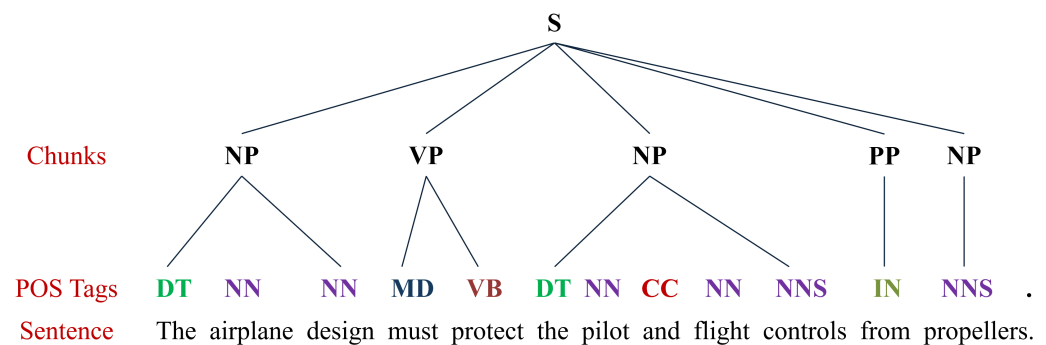 S
Chunks NP VP NP PP NP
POS Tags DT NN NN MD VB DT NN CC NN NNS IN NNS .
Sentence The airplane design must protect the pilot and flight controls from propellers.